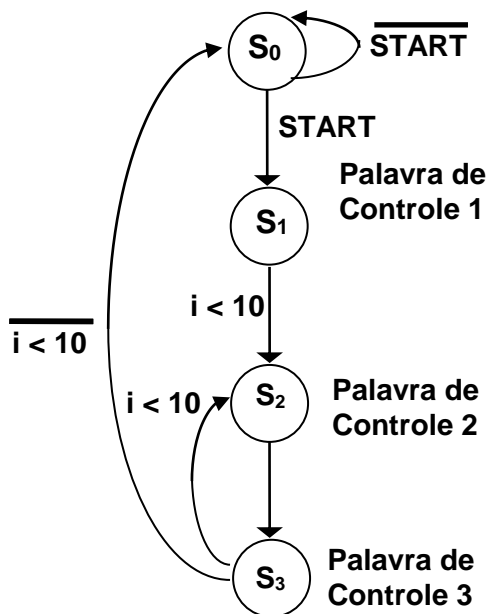 S0
START
START
Palavra de
Controle 1
S1
i < 10
i < 10
i < 10
S2
Palavra de
Controle 2
S3
Palavra de
Controle 3